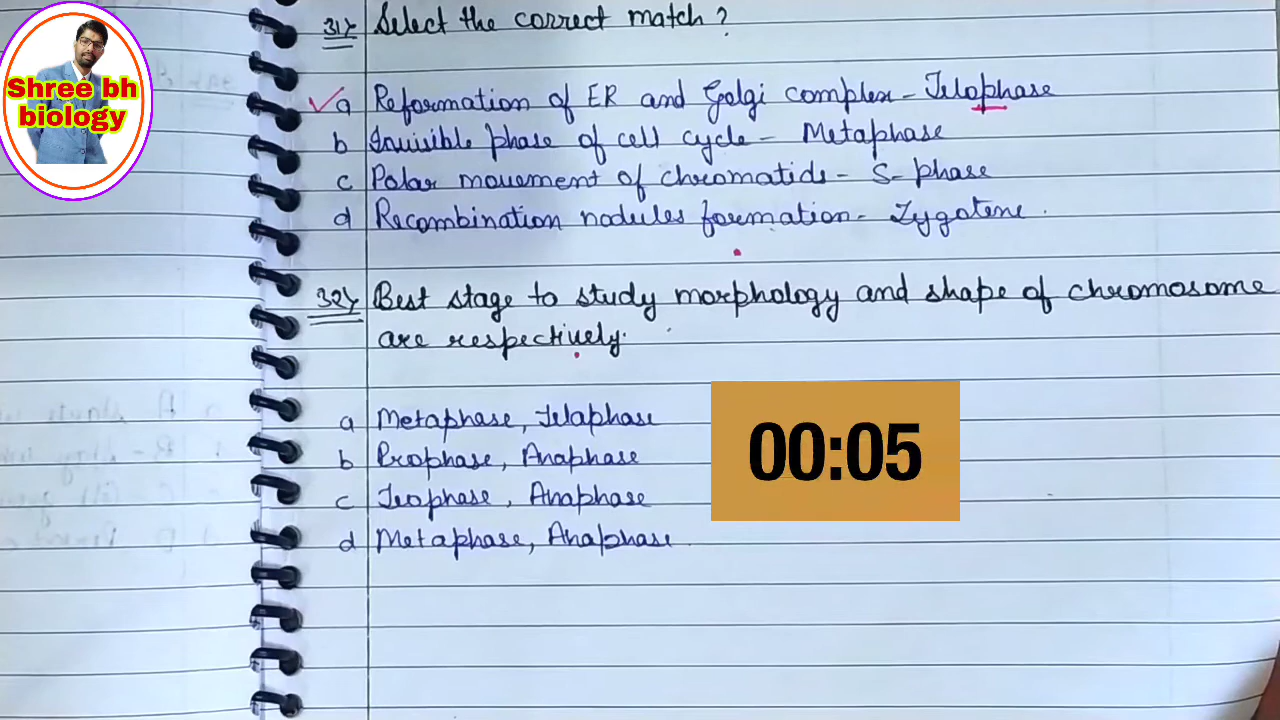 Shree bh
biology
31) Select the correct match?
a Reformation of ER and Golgi complex - Telophase
b Invisible phase of cell cycle - Metaphase
c Polar movement of chromatids - S-phase
d Recombination nodules formation - Zygotene.
32) Best stage to study morphology and shape of chromosome
are respectively.
a Metaphase, Telaphase
b Prophase, Anaphase
c Anaphase
d Metaphase, Anaphase.
00:05